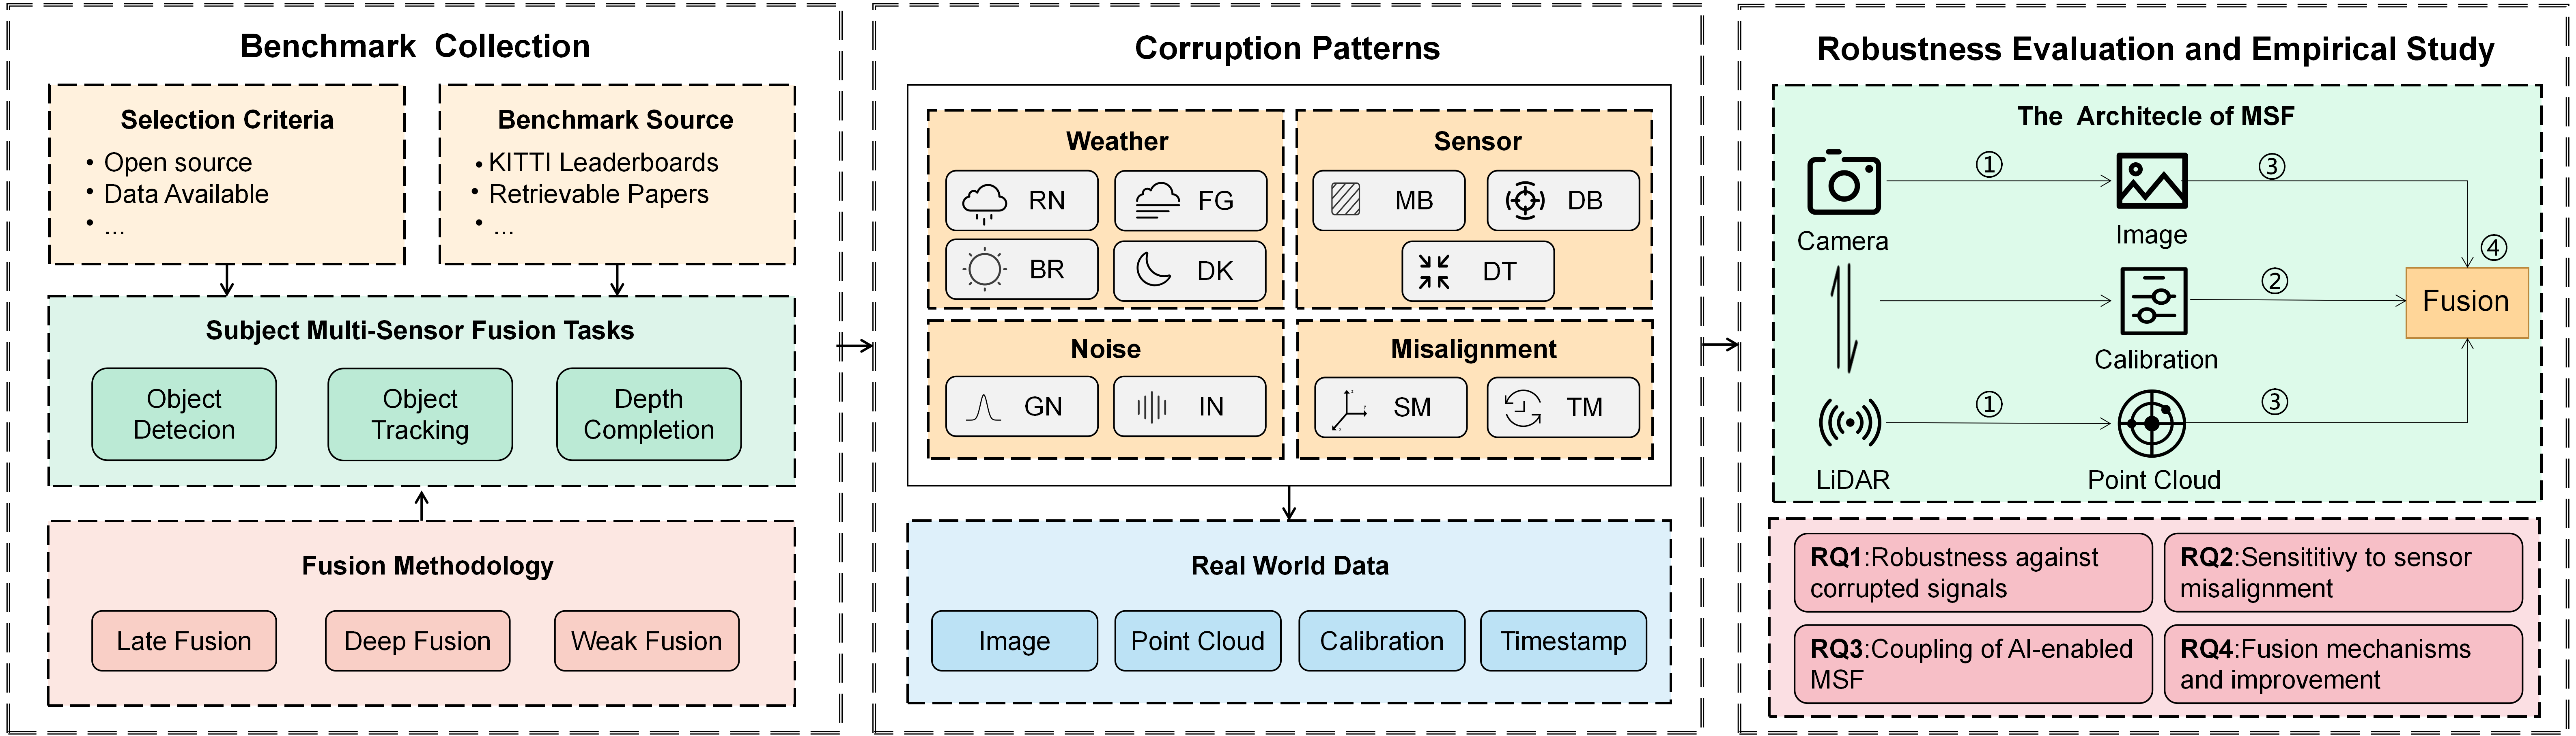 Benchmark Collection
Selection Criteria
• Open source
• Data Available
• ...
Benchmark Source
• KITTI Leaderboards
• Retrievable Papers
• ...
Subject Multi-Sensor Fusion Tasks
Object
Detecion
Object
Tracking
Depth
Completion
Fusion Methodology
Late Fusion
Deep Fusion
Weak Fusion
Corruption Patterns
Weather
RN
FG
BR
DK
Sensor
MB
DB
DT
Noise
GN
IN
Misalignment
SM
TM
Real World Data
Image
Point Cloud
Calibration
Timestamp
Robustness Evaluation and Empirical Study
The Architecle of MSF
Camera
①
Image
③
④
Calibration
②
Fusion
LiDAR
①
Point Cloud
③
RQ1:Robustness against
corrupted signals
RQ2:Sensititivy to sensor
misalignment
RQ3:Coupling of AI-enabled
MSF
RQ4:Fusion mechanisms
and improvement